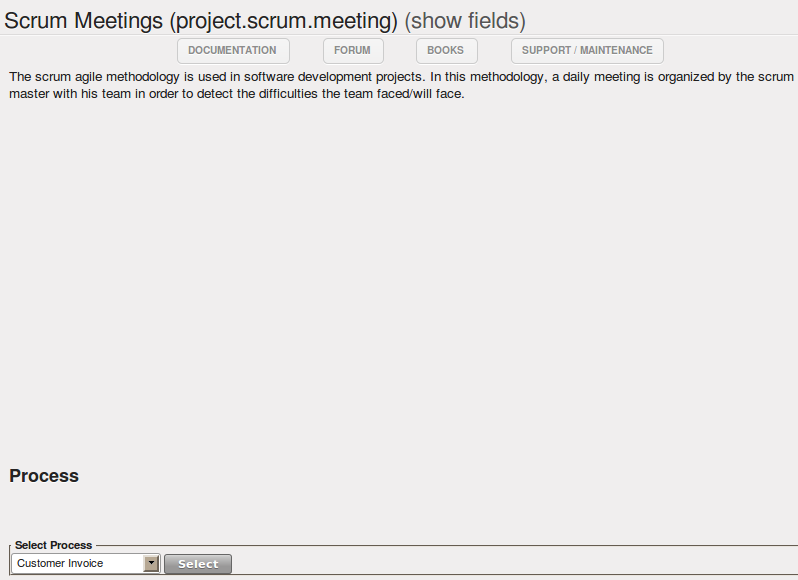 Scrum Meetings (project.scrum.meeting) (show fields)
DOCUMENTATION FORUM BOOKS SUPPORT / MAINTENANCE
The scrum agile methodology is used in software development projects. In this methodology, a daily meeting is organized by the scrum
master with his team in order to detect the difficulties the team faced/will face.
Process
Select Process
Customer Invoice Select